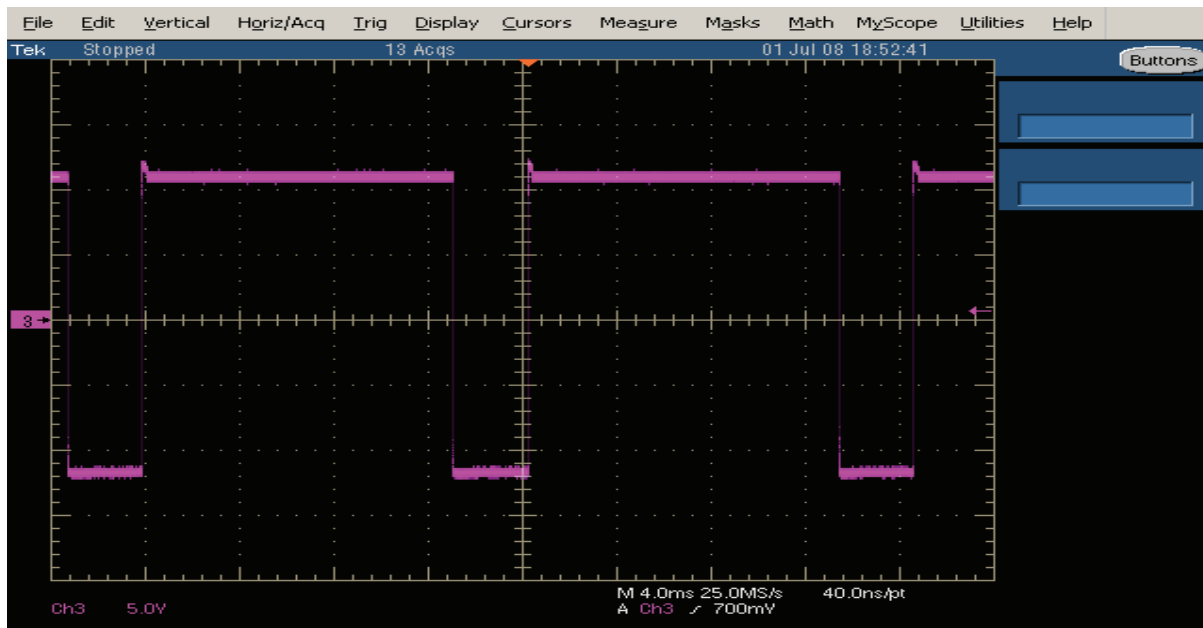 File Edit Vertical Horiz/Acq Trig Display Cursors Measure Masks Math MyScope Utilities Help
Tek Stopped 13 Acqs 01 Jul 08 18:52:41
Buttons
3
M 4.0ms 25.0MS/s 40.0ns/pt
Ch3 5.0V A Ch3 700mV